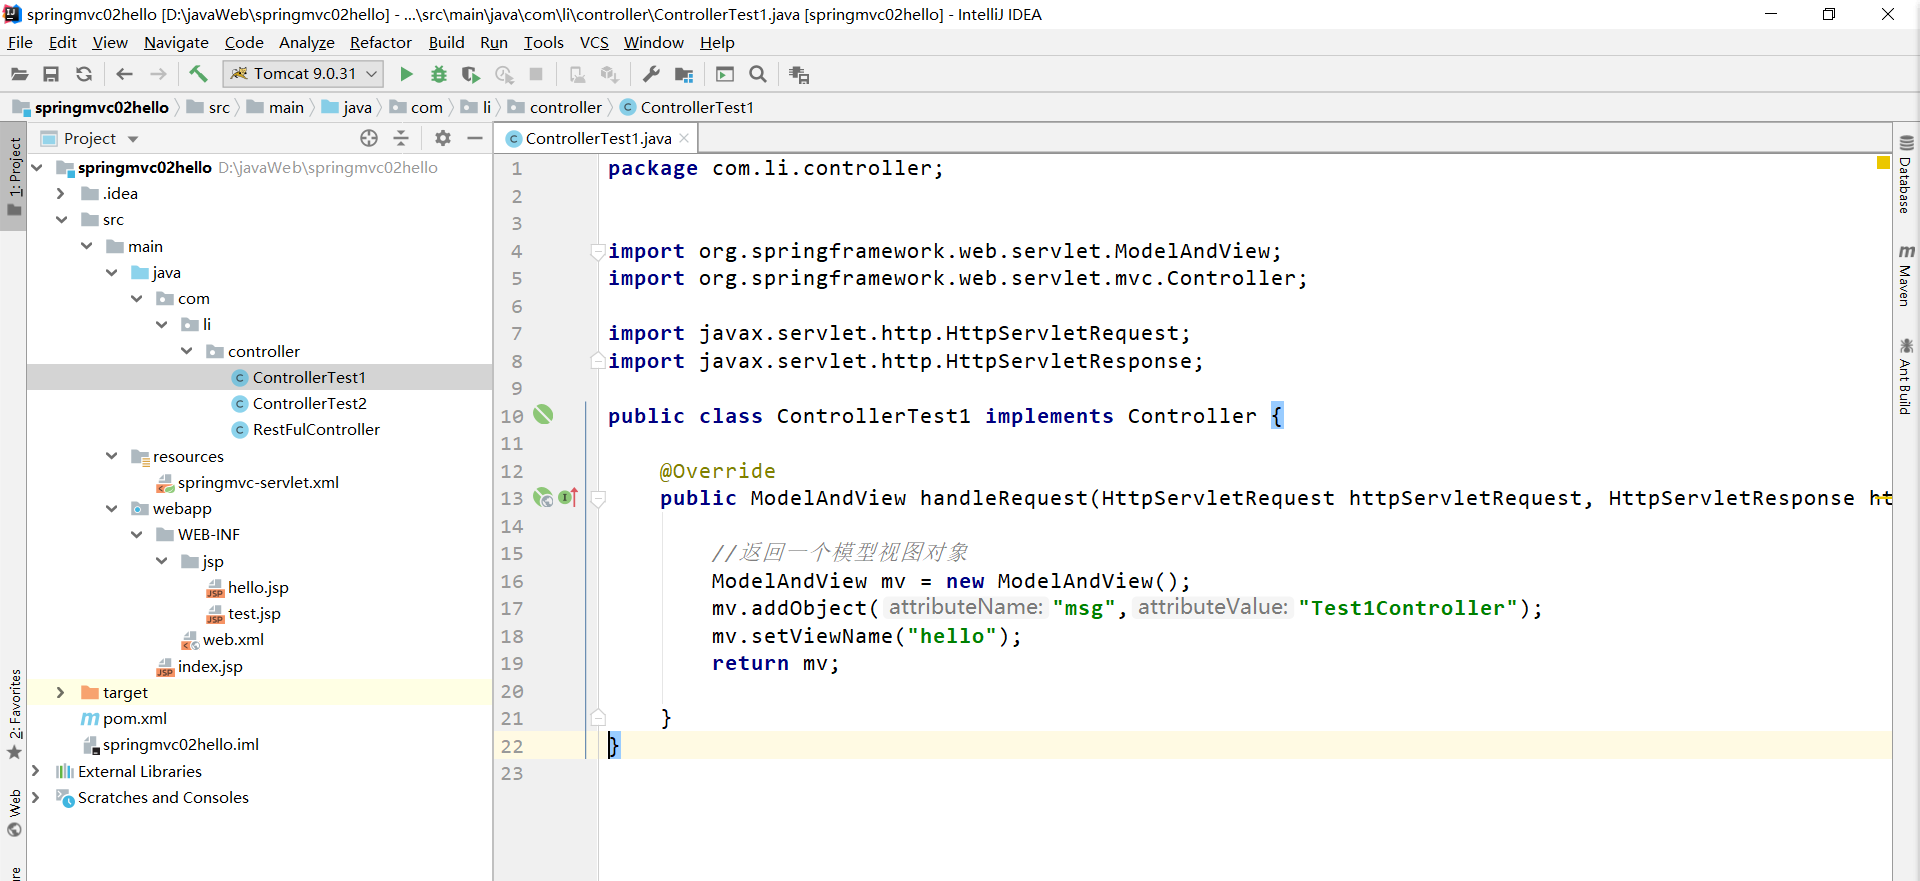 springmvc02hello [D:\javaWeb\springmvc02hello] - ...\src\main\java\com\li\controller\ControllerTest1.java [springmvc02hello] - IntelliJ IDEA
File Edit View Navigate Code Analyze Refactor Build Run Tools VCS Window Help
Tomcat 9.0.31
springmvc02hello src main java com li controller ControllerTest1
1: Project
2: Favorites
Web
Project
springmvc02hello D:\javaWeb\springmvc02hello
.idea
src
main
java
com
li
controller
ControllerTest1
ControllerTest2
RestFulController
resources
springmvc-servlet.xml
webapp
WEB-INF
jsp
hello.jsp
test.jsp
web.xml
index.jsp
target
pom.xml
springmvc02hello.iml
External Libraries
Scratches and Consoles
ControllerTest1.java
1 package com.li.controller;
2
3
4 import org.springframework.web.servlet.ModelAndView;
5 import org.springframework.web.servlet.mvc.Controller;
6
7 import javax.servlet.http.HttpServletRequest;
8 import javax.servlet.http.HttpServletResponse;
9
10 public class ControllerTest1 implements Controller {
11
12 @Override
13 public ModelAndView handleRequest(HttpServletRequest httpServletRequest, HttpServletResponse ht
14
15 //返回一个模型视图对象
16 ModelAndView mv = new ModelAndView();
17 mv.addObject( attributeName: "msg", attributeValue: "Test1Controller");
18 mv.setViewName("hello");
19 return mv;
20
21 }
22 }
23
Database
Maven
Ant Build